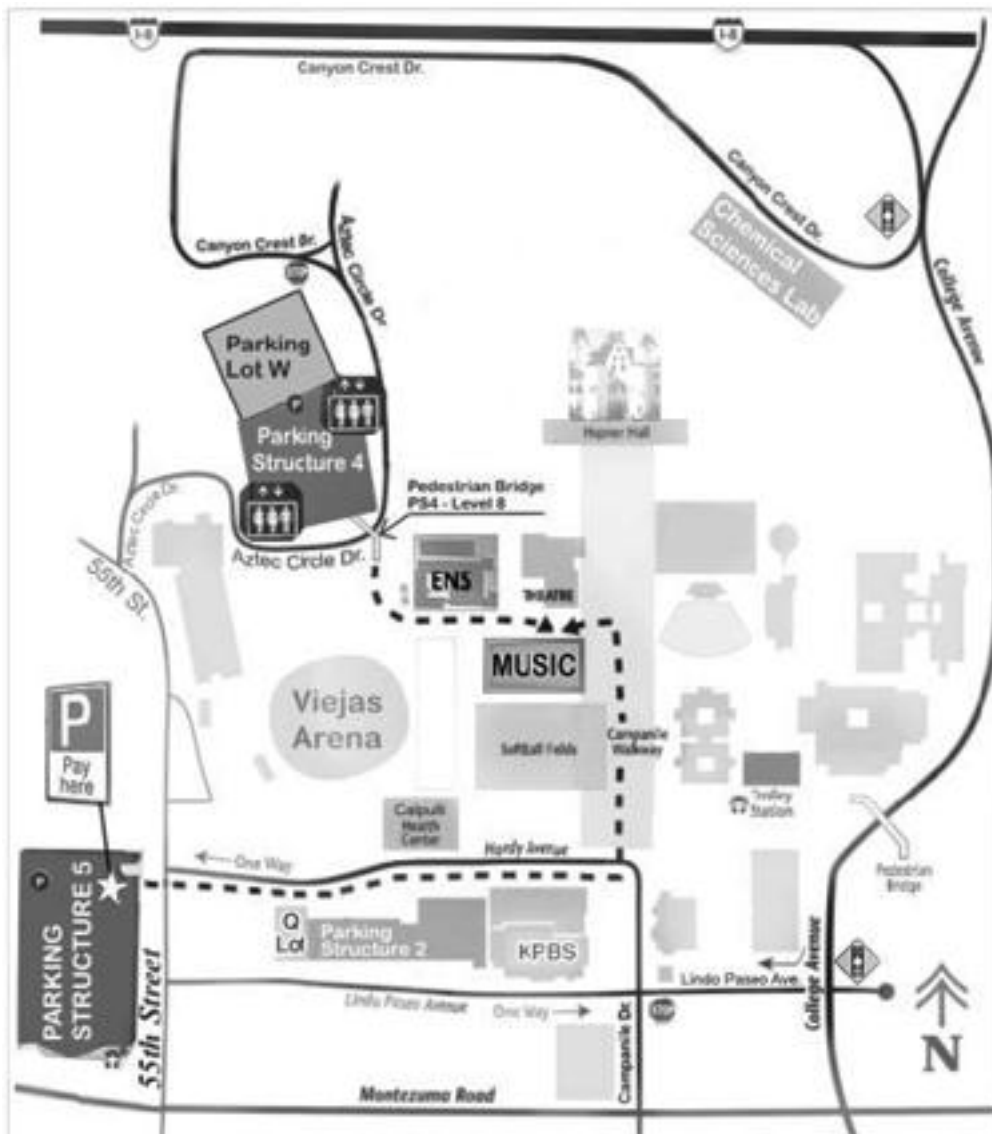 I-8
I-8
Canyon Crest Dr.
Canyon Crest Dr.
Chemical
Sciences Lab
Canyon Crest Dr.
Aztec Circle Dr
STOP
College Avenue
Parking
Lot W
Parking
Structure 4
Hepner Hall
Pedestrian Bridge
PS4 - Level 8
Aztec Circle Dr.
Aztec Circle Dr.
55th St.
ENS
THEATRE
MUSIC
Viejas
Arena
Softball Fields
Campanile
Walkway
P
Pay
here
Trolley
Station
Calpulli
Health
Center
One Way
Hardy Avenue
Pedestrian
Bridge
PARKING
STRUCTURE 5
Q
Lot
Parking
Structure 2
KPBS
55th Street
Lindo Paseo Avenue
One Way
Lindo Paseo Ave.
STOP
College Avenue
Campanile Dr.
Montezuma Road
N